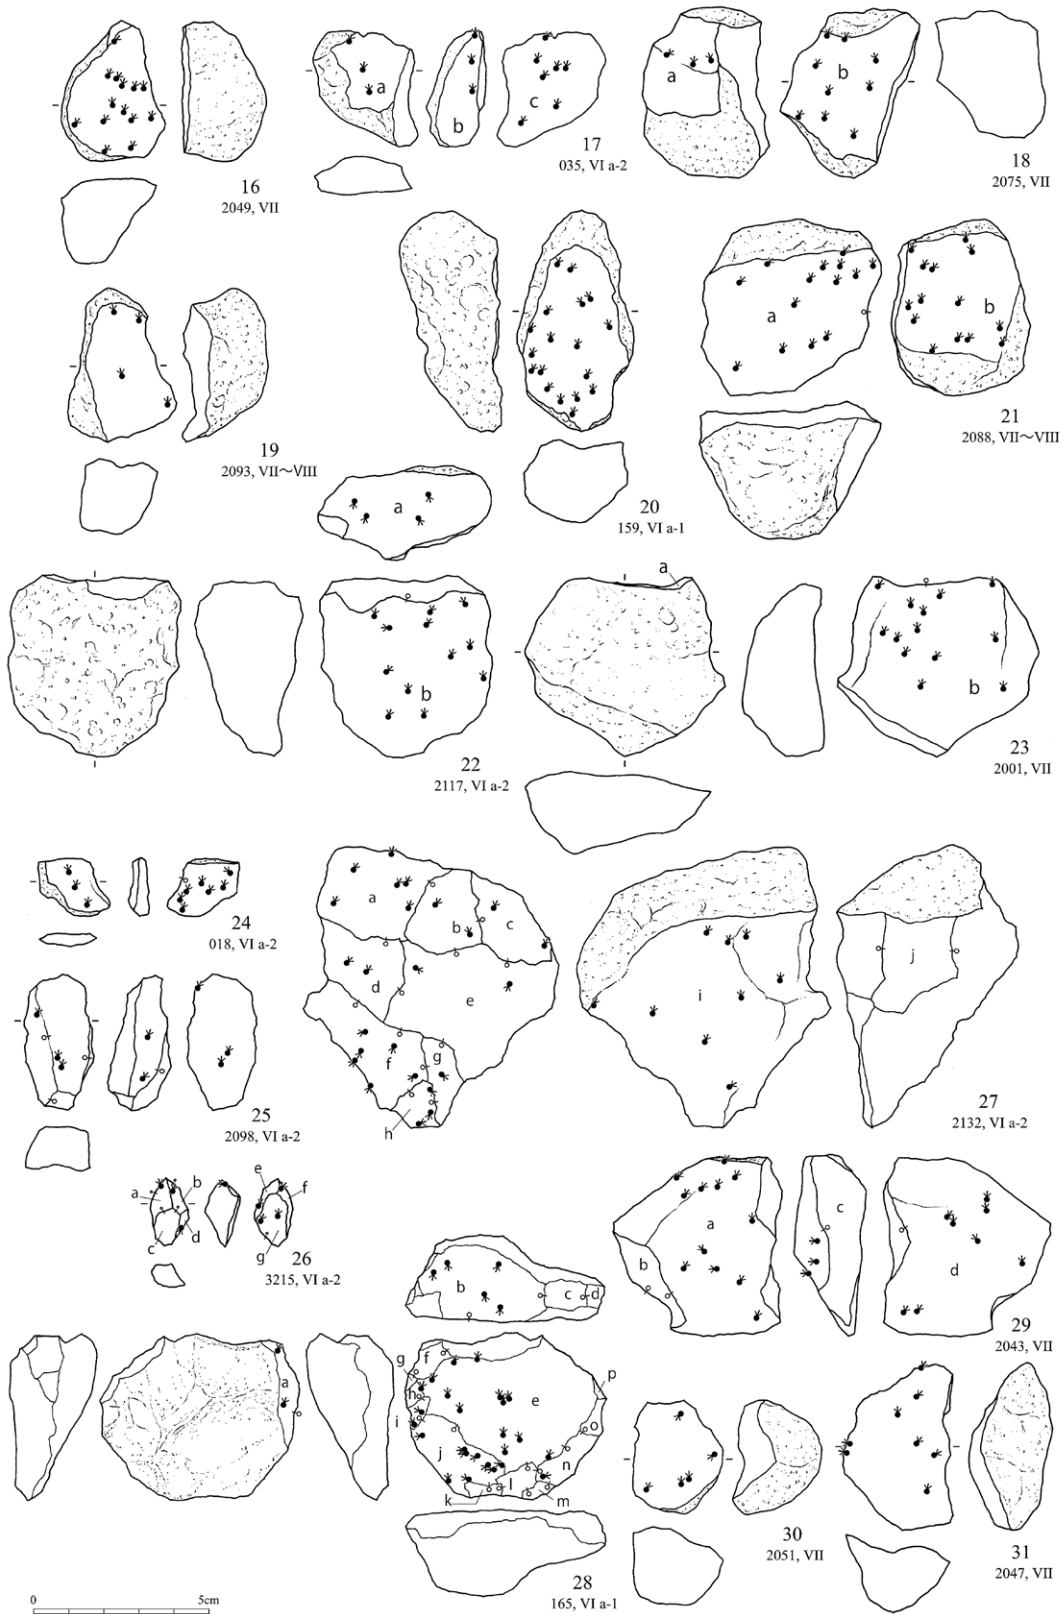 a
b
c
a
b
16
2049, VII
17
035, VI a-2
18
2075, VII
a
b
19
2093, VII〜VIII
a
20
159, VI a-1
21
2088, VII〜VIII
a
b
b
22
2117, VI a-2
23
2001, VII
a
b
c
d
e
f
g
h
i
j
24
018, VI a-2
25
2098, VI a-2
27
2132, VI a-2
a
b
c
d
e
f
g
26
3215, VI a-2
a
b
c
d
29
2043, VII
b
c
d
a
e
f
g
h
i
j
k
l
m
n
o
p
30
2051, VII
31
2047, VII
28
165, VI a-1
0
5cm